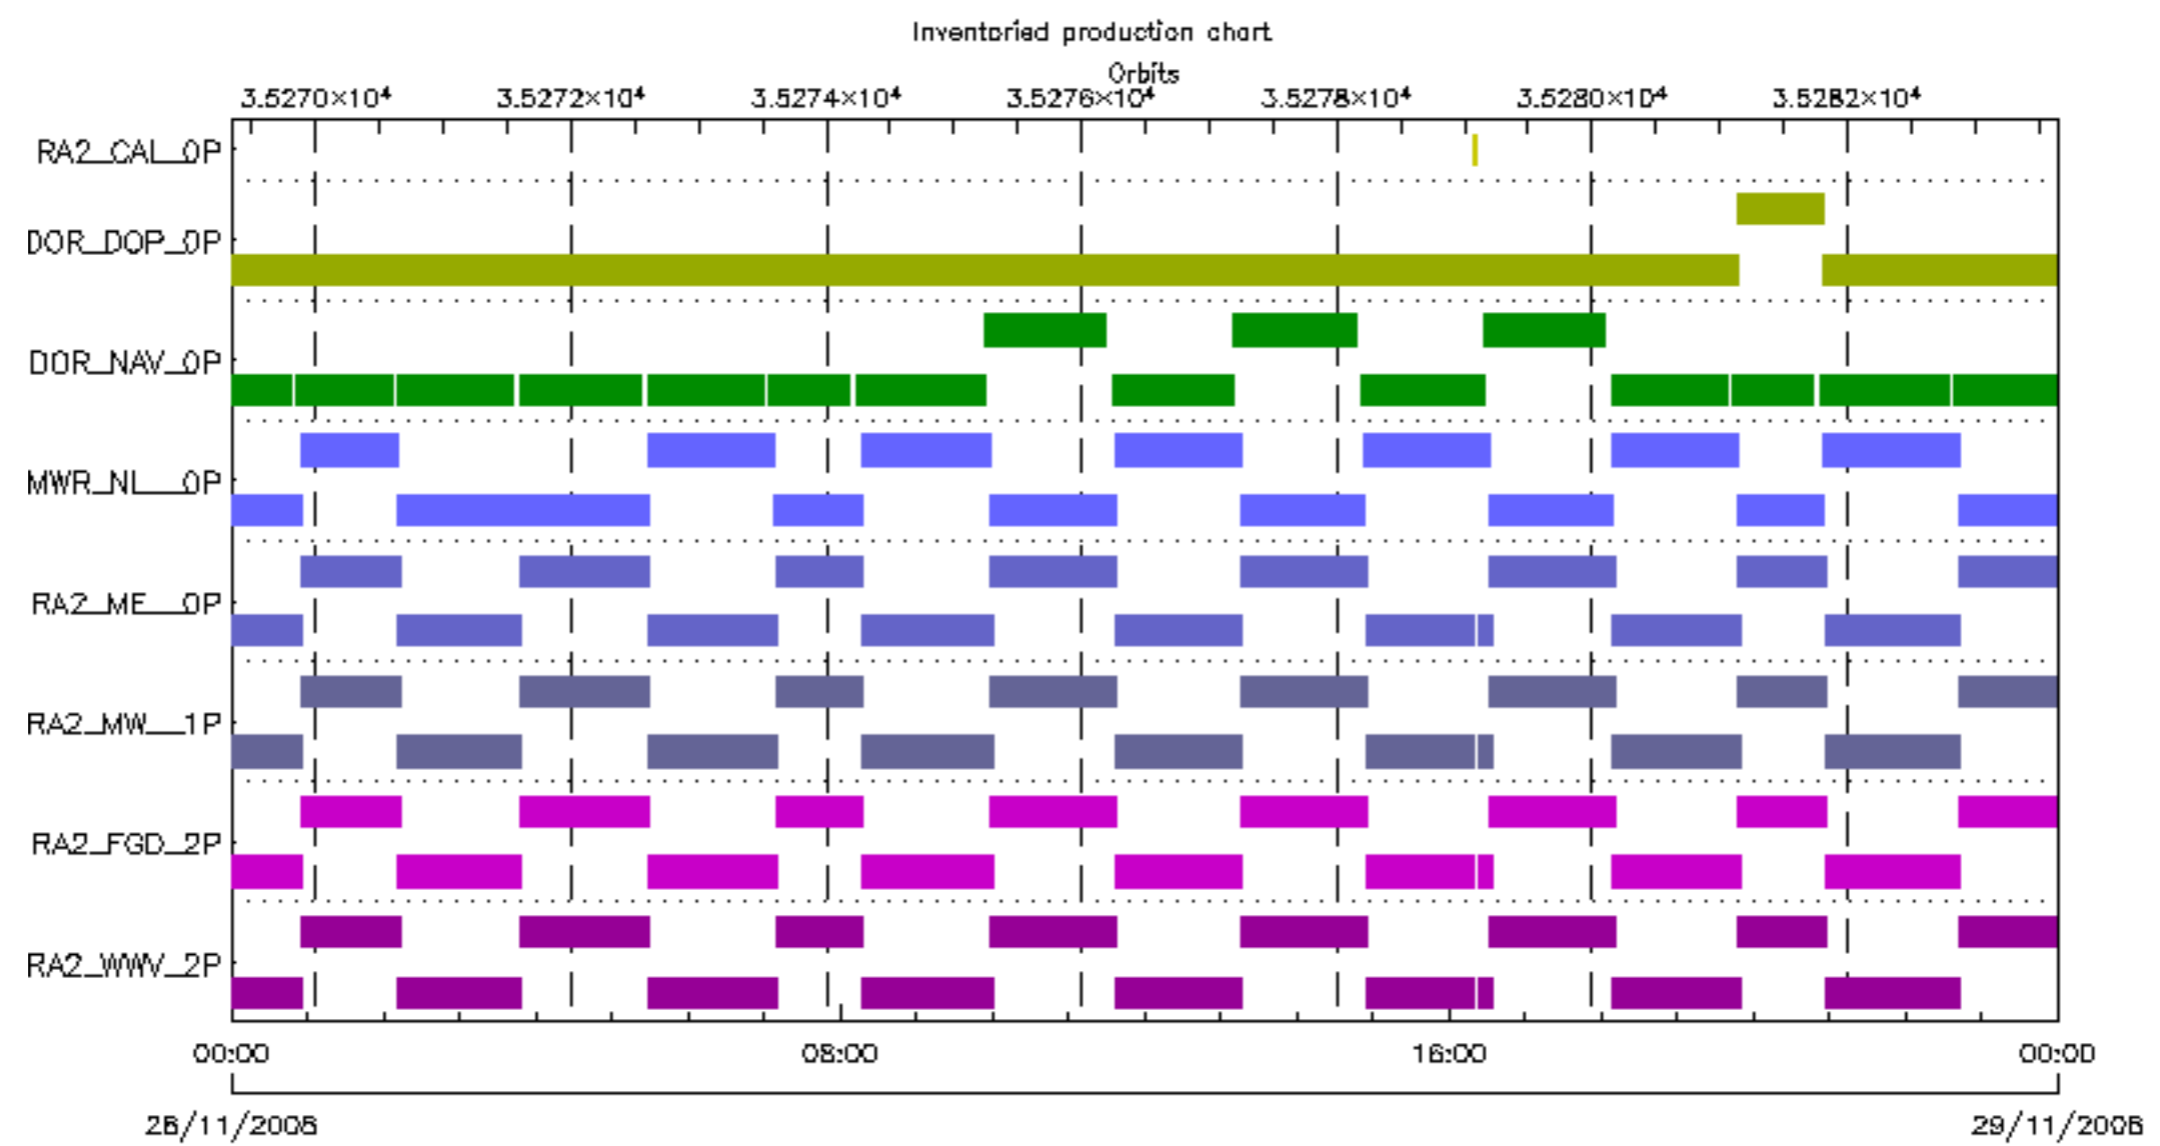 Inventoried production chart
Orbits
3.5270×10⁴ 3.5272×10⁴ 3.5274×10⁴ 3.5276×10⁴ 3.5278×10⁴ 3.5280×10⁴ 3.5282×10⁴
RA2_CAL_0P
DOR_DOP_0P
DOR_NAV_0P
MWR_NL__0P
RA2_ME__0P
RA2_MW__1P
RA2_FGD_2P
RA2_WWV_2P
00:00 08:00 16:00 00:00
28/11/2008 29/11/2008